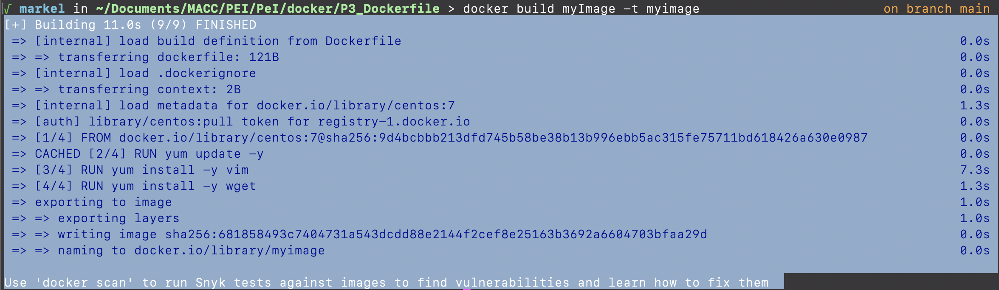 √ markel in ~/Documents/MACC/PEI/PeI/docker/P3_Dockerfile > docker build myImage -t myimage on branch main
[+] Building 11.0s (9/9) FINISHED
=> [internal] load build definition from Dockerfile 0.0s
=> => transferring dockerfile: 121B 0.0s
=> [internal] load .dockerignore 0.0s
=> => transferring context: 2B 0.0s
=> [internal] load metadata for docker.io/library/centos:7 1.3s
=> [auth] library/centos:pull token for registry-1.docker.io 0.0s
=> [1/4] FROM docker.io/library/centos:7@sha256:9d4bcbbb213dfd745b58be38b13b996ebb5ac315fe75711bd618426a630e0987 0.0s
=> CACHED [2/4] RUN yum update -y 0.0s
=> [3/4] RUN yum install -y vim 7.3s
=> [4/4] RUN yum install -y wget 1.3s
=> exporting to image 1.0s
=> => exporting layers 1.0s
=> => writing image sha256:681858493c7404731a543dcdd88e2144f2cef8e25163b3692a6604703bfaa29d 0.0s
=> => naming to docker.io/library/myimage 0.0s
Use 'docker scan' to run Snyk tests against images to find vulnerabilities and learn how to fix them